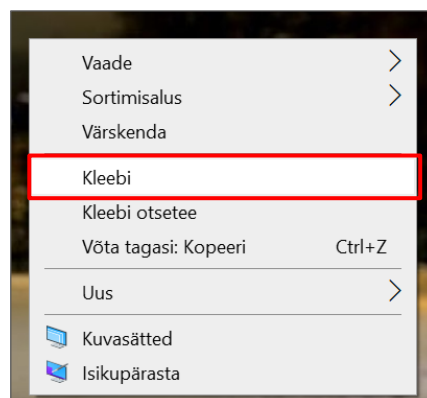 Vaade
Sortimisalus
Värskenda
Kleebi
Kleebi otsetee
Võta tagasi: Kopeeri Ctrl+Z
Uus
Kuvasätted
Isikupärasta